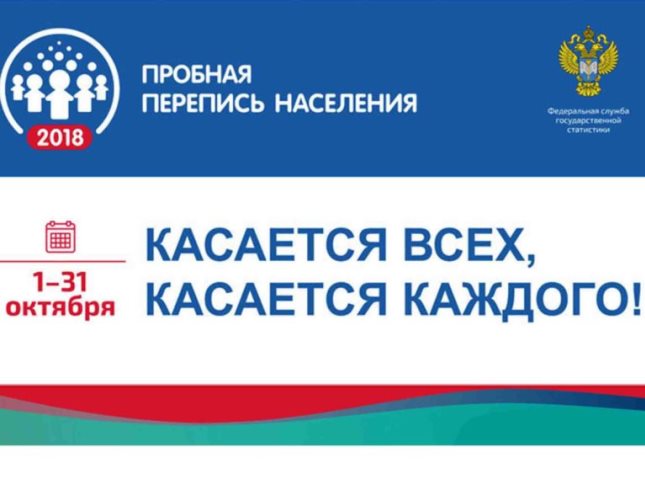 ПРОБНАЯ
ПЕРЕПИСЬ НАСЕЛЕНИЯ
2018
Федеральная служба
государственной
статистики
1–31
октября
КАСАЕТСЯ ВСЕХ,
КАСАЕТСЯ КАЖДОГО!